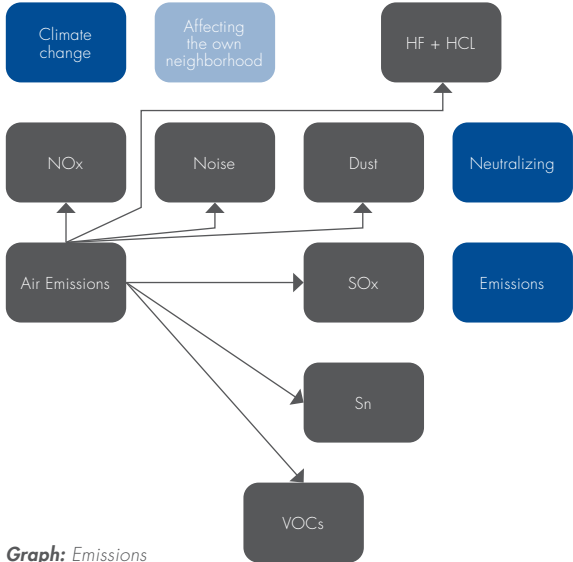 Climate
change
Affecting
the own
neighborhood
HF + HCL
NOx
Noise
Dust
Neutralizing
Air Emissions
SOx
Emissions
Sn
VOCs
Graph: Emissions